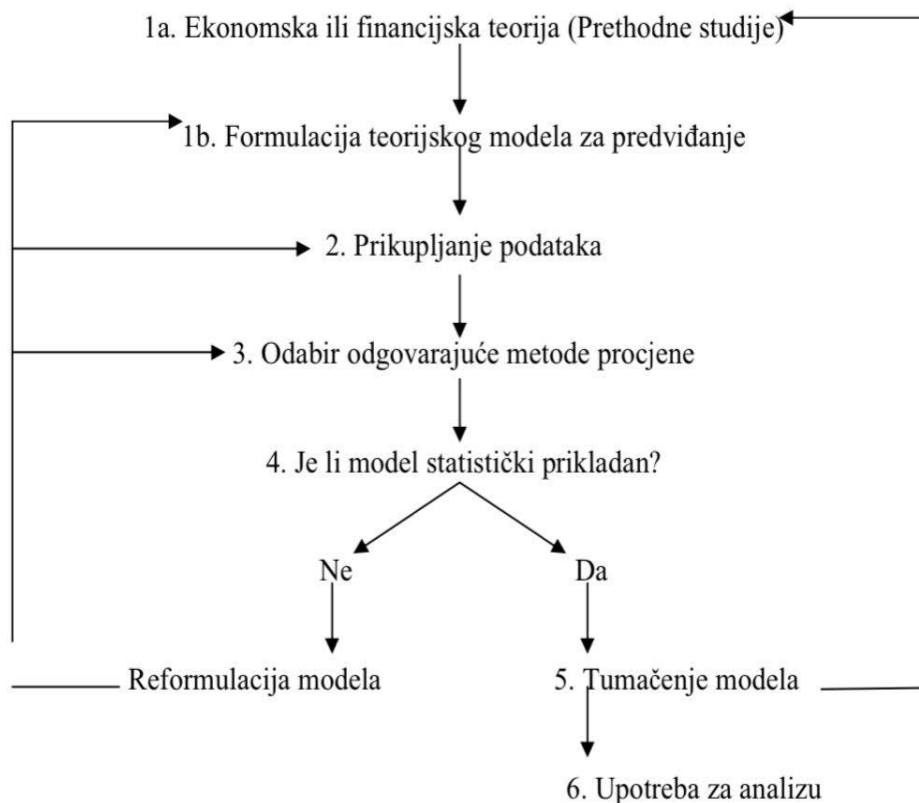 1a. Ekonomska ili financijska teorija (Prethodne studije)
1b. Formulacija teorijskog modela za predviđanje
2. Prikupljanje podataka
3. Odabir odgovarajuće metode procjene
4. Je li model statistički prikladan?
Ne
Da
Reformulacija modela
5. Tumačenje modela
6. Upotreba za analizu